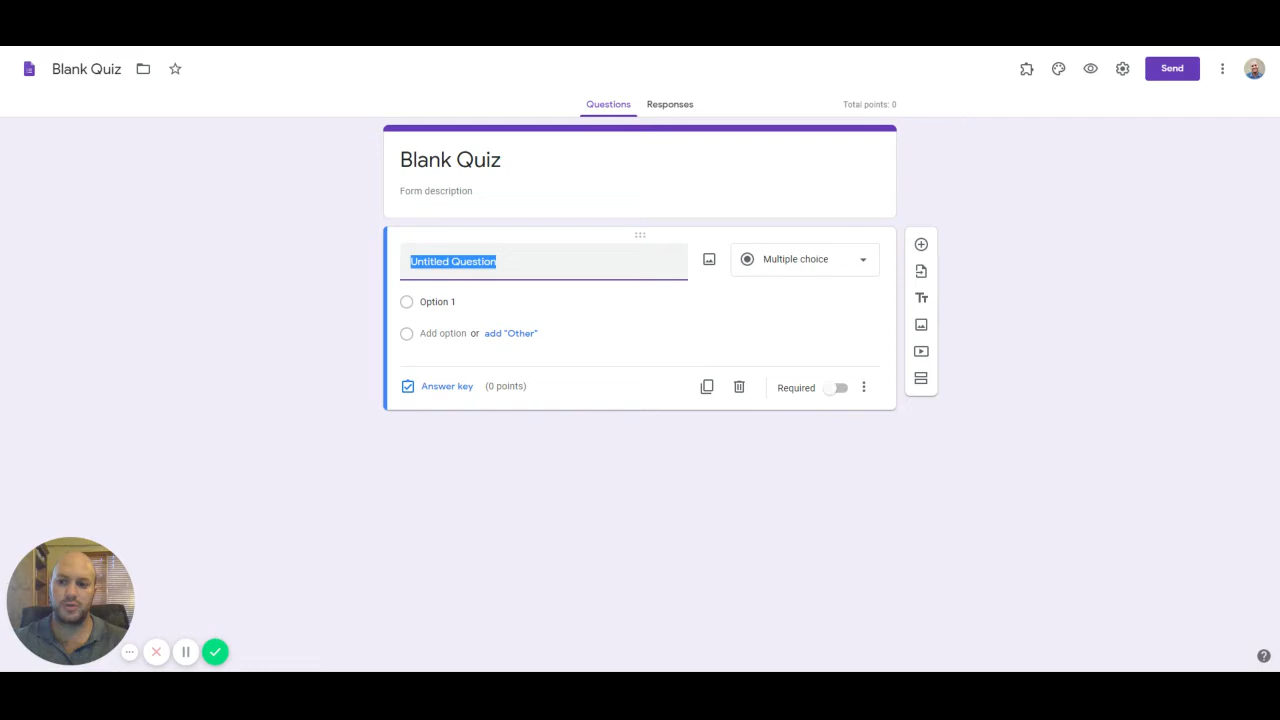 Blank Quiz
Send
Questions
Responses
Total points: 0
Blank Quiz
Form description
Untitled Question
Multiple choice
Option 1
Add option or add "Other"
Answer key (0 points)
Required